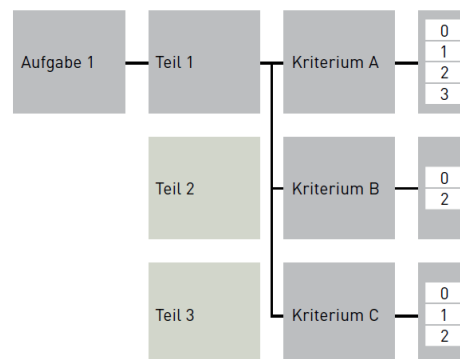 Aufgabe 1
Teil 1
Kriterium A
0
1
2
3
Teil 2
Kriterium B
0
2
Teil 3
Kriterium C
0
1
2